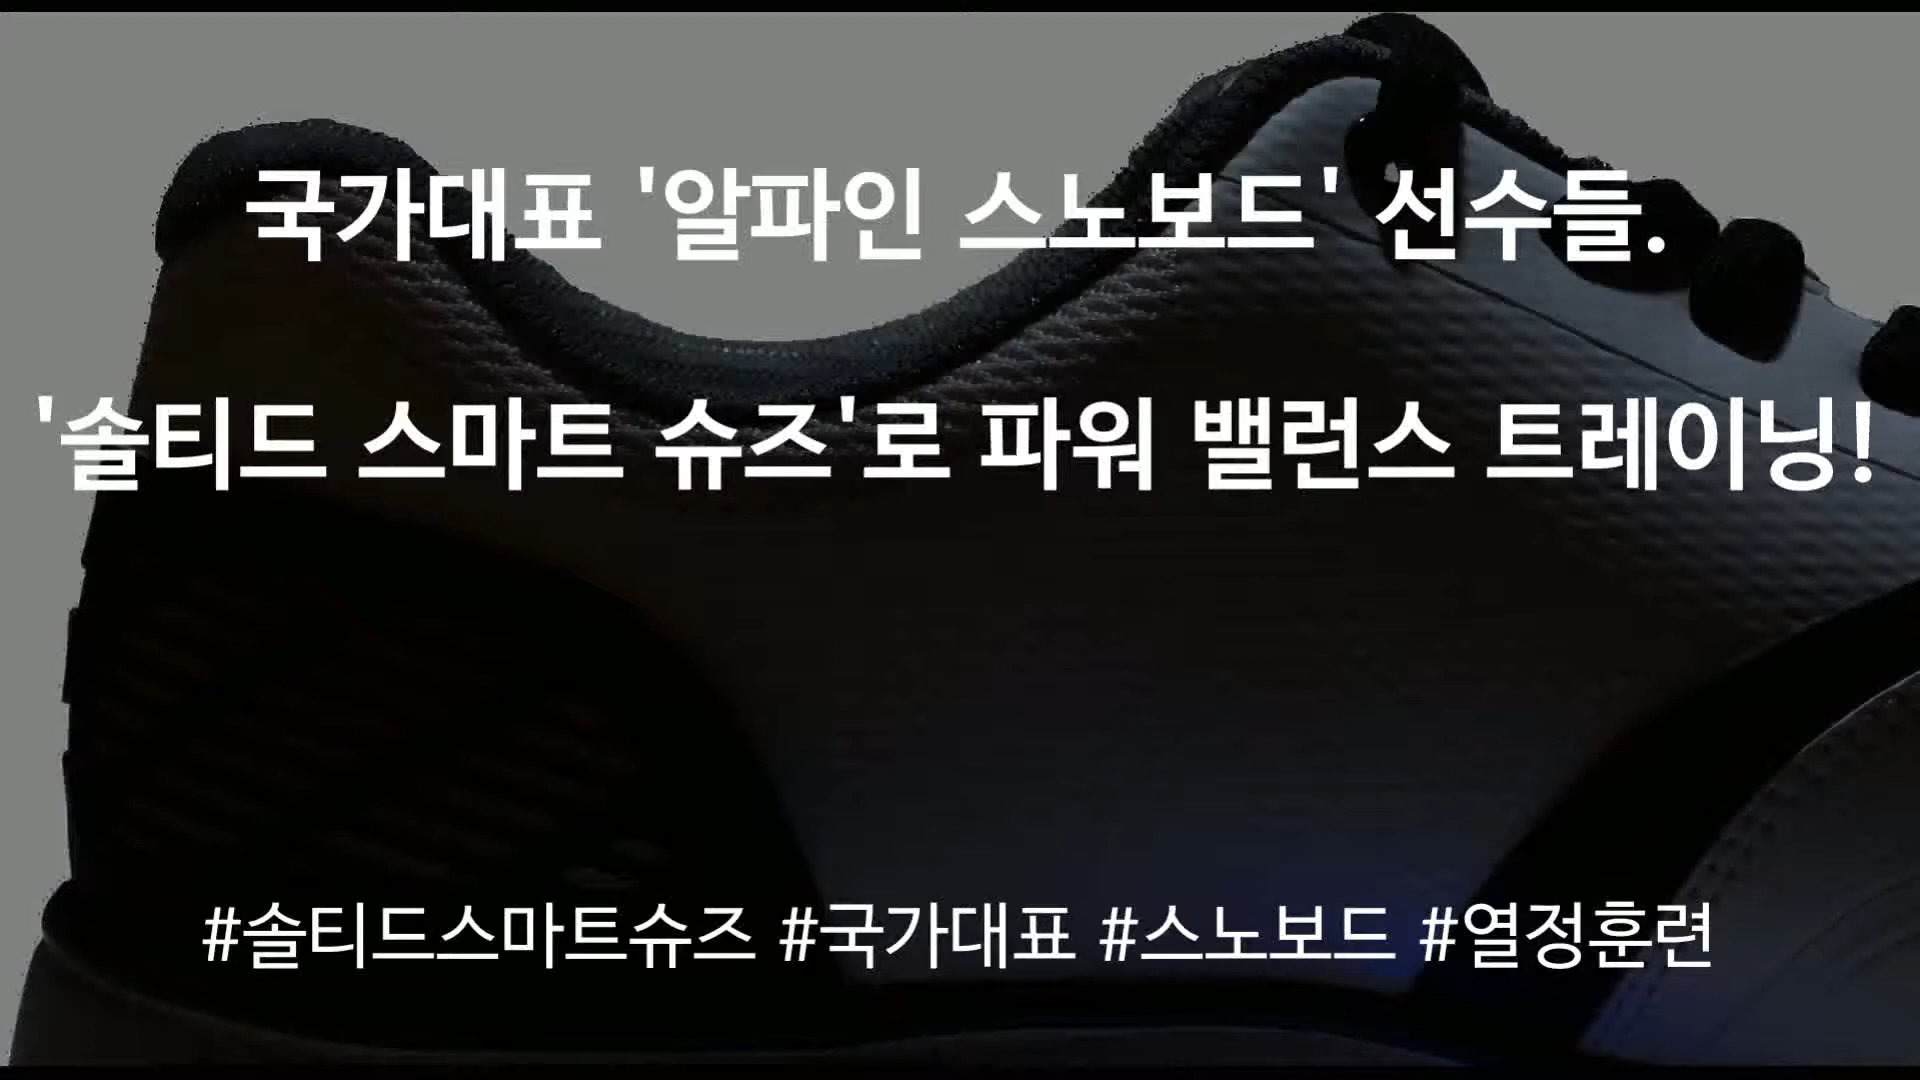 국가대표 '알파인 스노보드' 선수들.
'솔티드 스마트 슈즈'로 파워 밸런스 트레이닝!
#솔티드스마트슈즈 #국가대표 #스노보드 #열정훈련